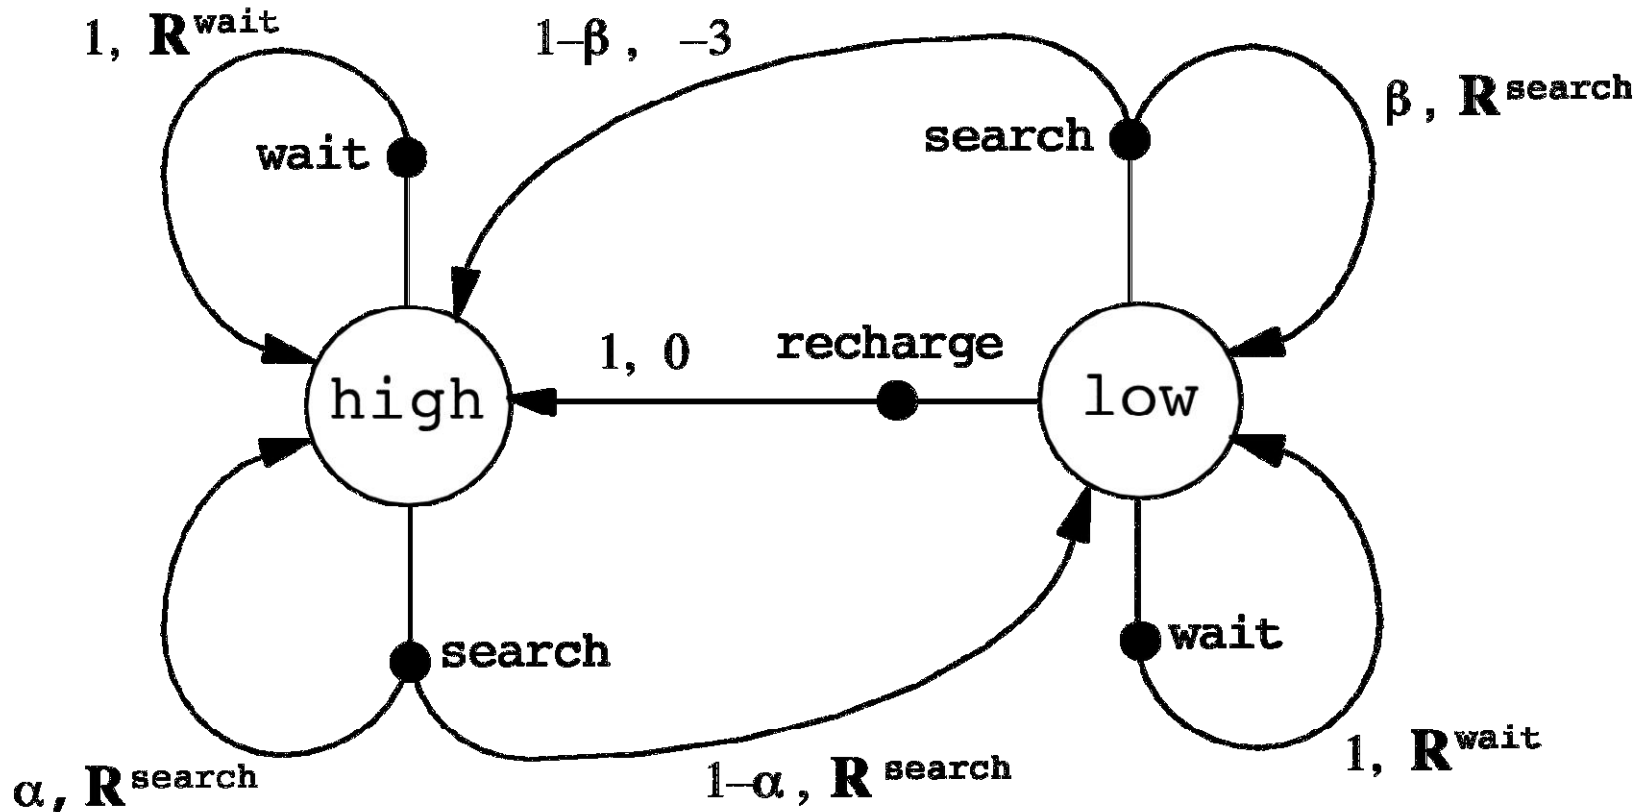 1, R^wait
1–β , –3
β , R^search
wait
search
1, 0
recharge
high
low
search
wait
α, R^search
1–α , R^search
1, R^wait